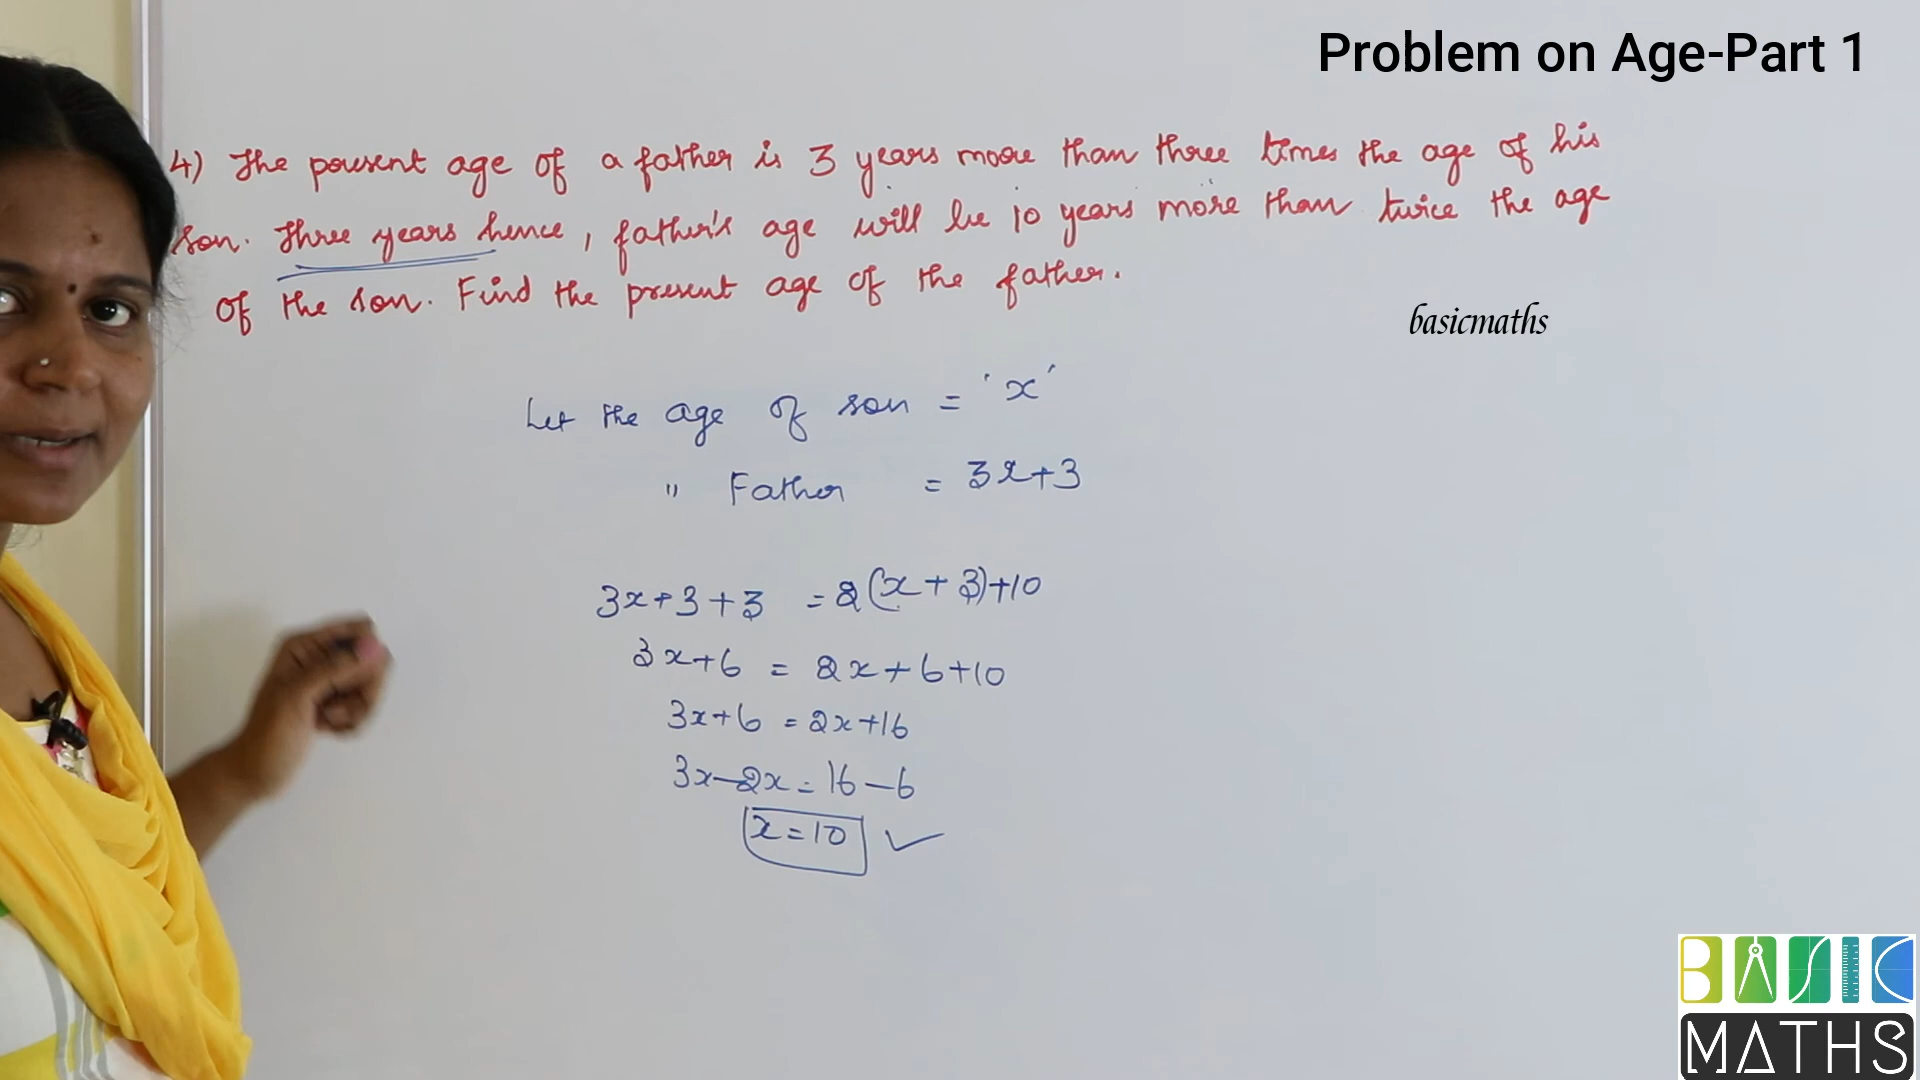 Problem on Age-Part 1
4) The present age of a father is 3 years more than three times the age of his
son. Three years hence, father's age will be 10 years more than twice the age
of the son. Find the present age of the father.
basicmaths
Let the age of son = 'x'
" Father = 3x+3
3x+3+3 = 2(x+3)+10
3x+6 = 2x+6+10
3x+6 = 2x+16
3x-2x = 16-6
x=10 ✓
BASIC
MATHS